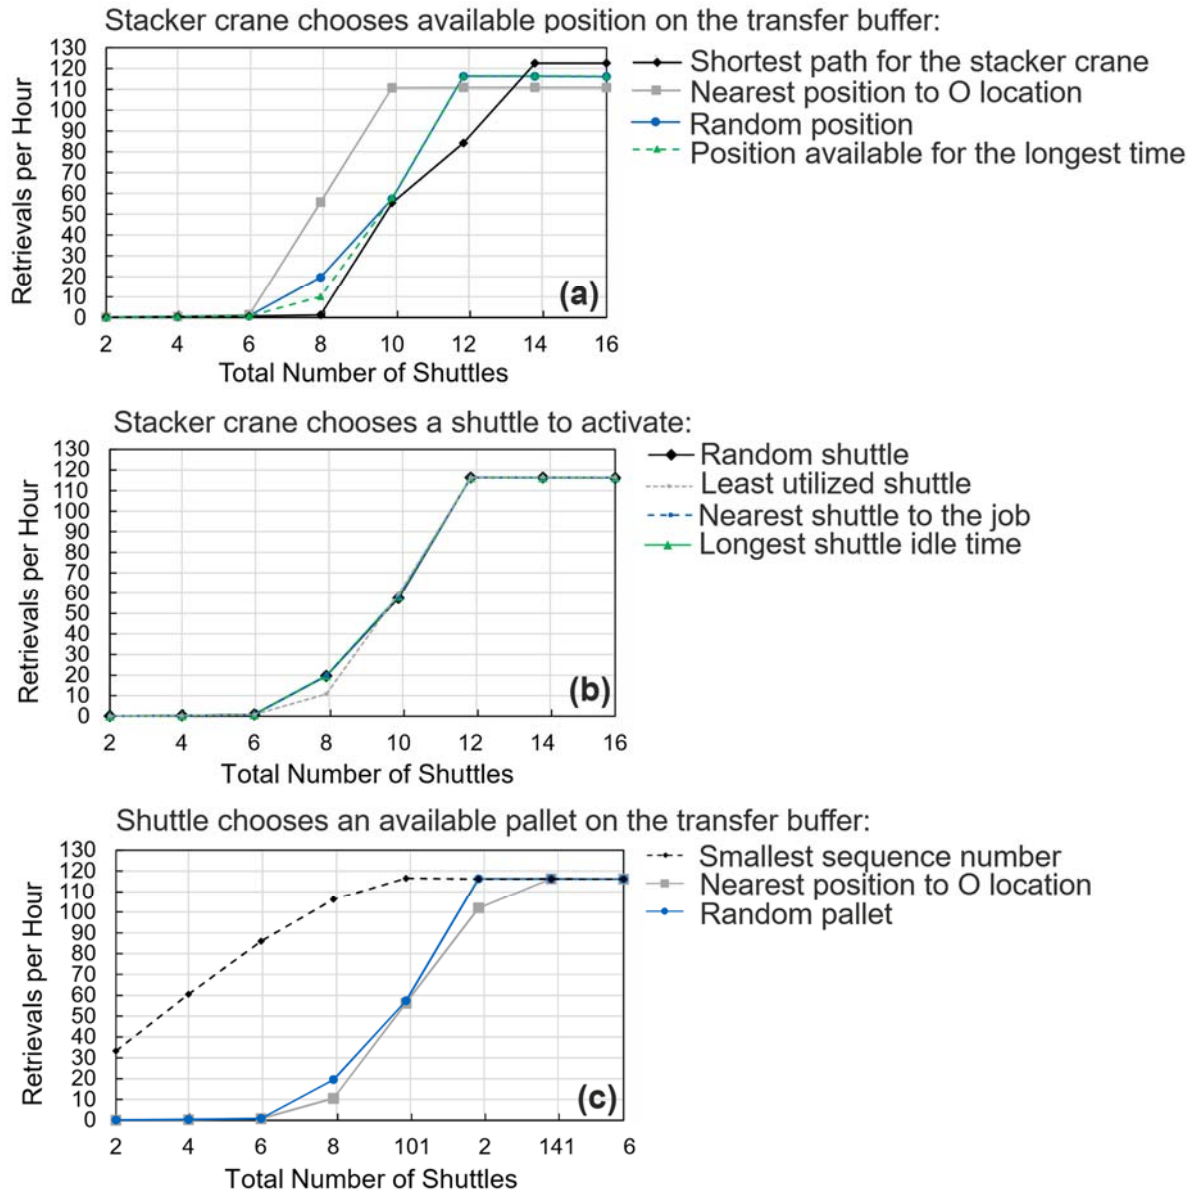 Stacker crane chooses available position on the transfer buffer:
130
120
110
100
90
80
70
60
50
40
30
20
10
0
Retrievals per Hour
2 4 6 8 10 12 14 16
Total Number of Shuttles
(a)
Shortest path for the stacker crane
Nearest position to O location
Random position
Position available for the longest time
Stacker crane chooses a shuttle to activate:
130
120
110
100
90
80
70
60
50
40
30
20
10
0
Retrievals per Hour
2 4 6 8 10 12 14 16
Total Number of Shuttles
(b)
Random shuttle
Least utilized shuttle
Nearest shuttle to the job
Longest shuttle idle time
Shuttle chooses an available pallet on the transfer buffer:
130
120
110
100
90
80
70
60
50
40
30
20
10
0
Retrievals per Hour
2 4 6 8 101 2 141 6
Total Number of Shuttles
(c)
Smallest sequence number
Nearest position to O location
Random pallet